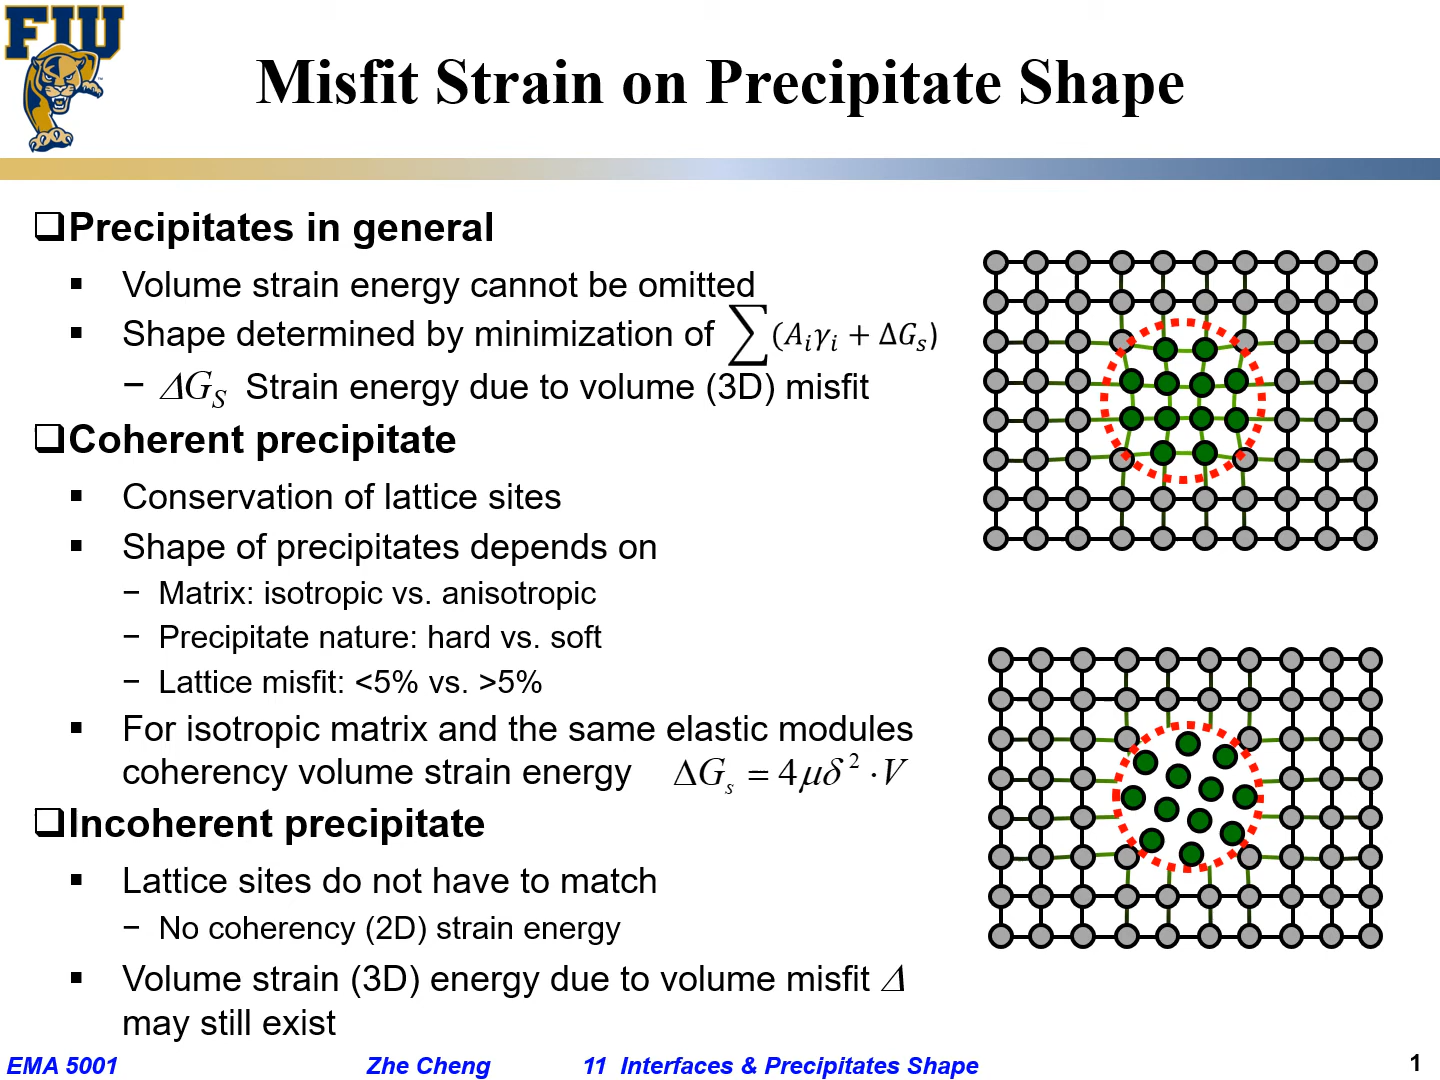 FIU
Misfit Strain on Precipitate Shape
❑Precipitates in general
▪ Volume strain energy cannot be omitted
▪ Shape determined by minimization of ∑(Aᵢγᵢ + ΔGₛ)
− ΔG_S Strain energy due to volume (3D) misfit
❑Coherent precipitate
▪ Conservation of lattice sites
▪ Shape of precipitates depends on
− Matrix: isotropic vs. anisotropic
− Precipitate nature: hard vs. soft
− Lattice misfit: <5% vs. >5%
▪ For isotropic matrix and the same elastic modules
coherency volume strain energy ΔGₛ = 4μδ² · V
❑Incoherent precipitate
▪ Lattice sites do not have to match
− No coherency (2D) strain energy
▪ Volume strain (3D) energy due to volume misfit Δ
may still exist
EMA 5001 Zhe Cheng 11 Interfaces & Precipitates Shape 1